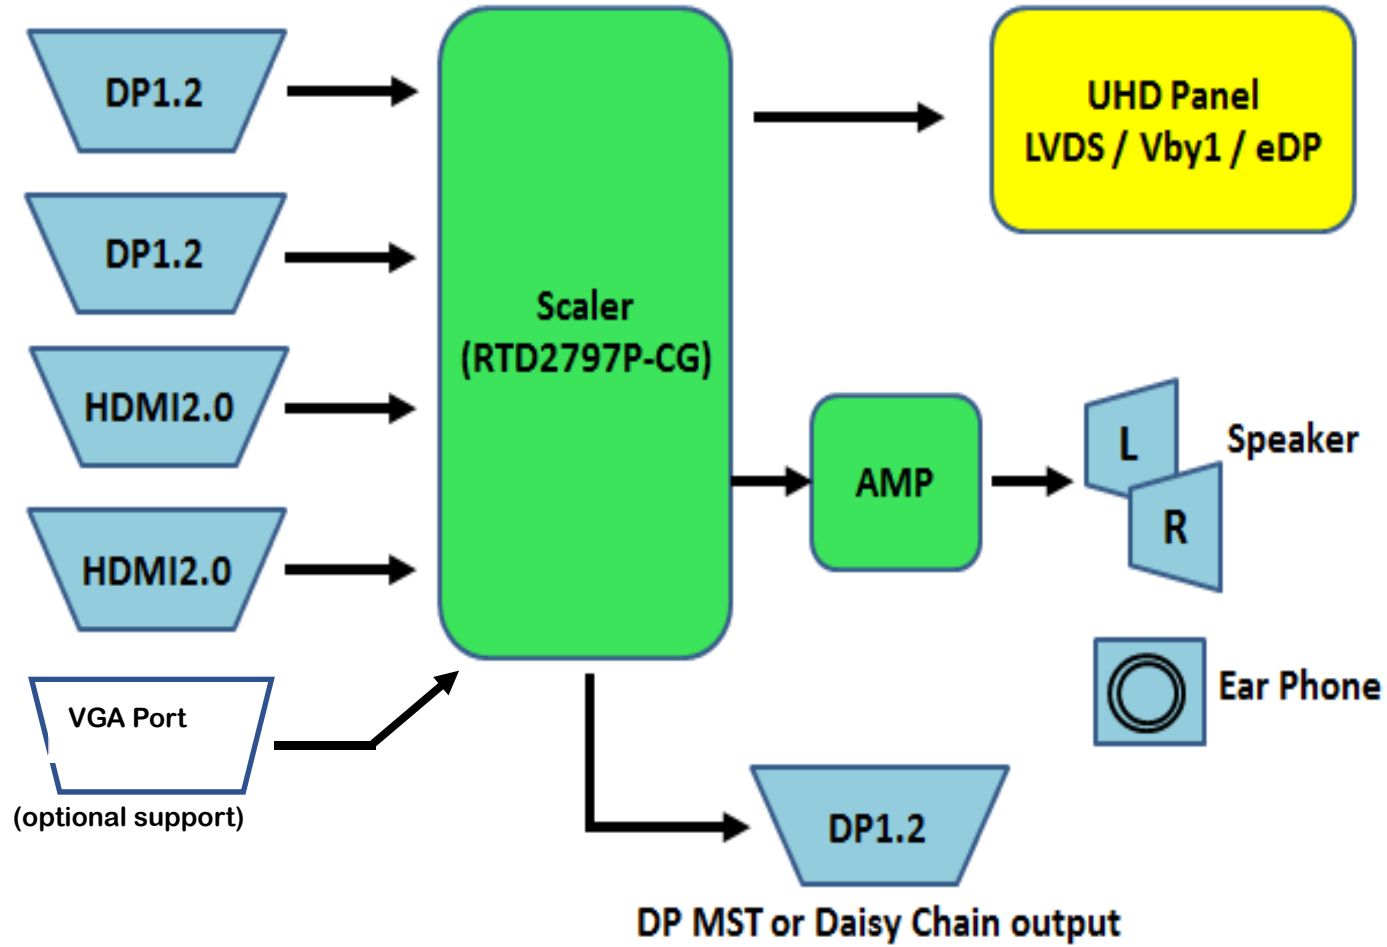 DP1.2
DP1.2
HDMI2.0
HDMI2.0
VGA Port
(optional support)
Scaler
(RTD2797P-CG)
UHD Panel
LVDS / Vby1 / eDP
AMP
L
R
Speaker
Ear Phone
DP1.2
DP MST or Daisy Chain output